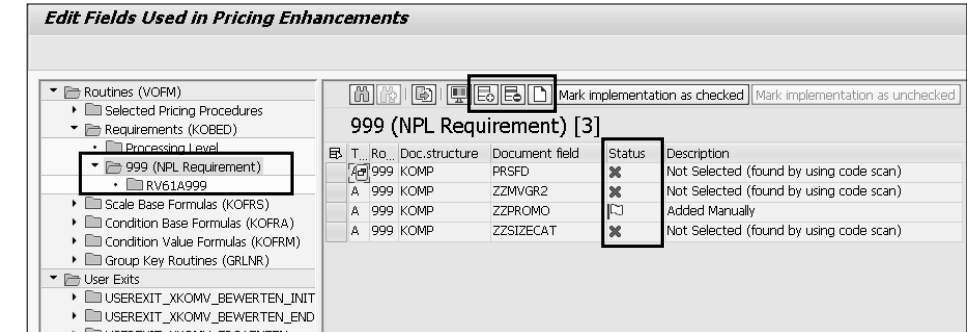 Edit Fields Used in Pricing Enhancements
Mark implementation as checked Mark implementation as unchecked
Routines (VOFM)
Selected Pricing Procedures
Requirements (KOBED)
Processing Level
999 (NPL Requirement)
RV61A999
Scale Base Formulas (KOFRS)
Condition Base Formulas (KOFRA)
Condition Value Formulas (KOFRM)
Group Key Routines (GRLNR)
User Exits
USEREXIT_XKOMV_BEWERTEN_INIT
USEREXIT_XKOMV_BEWERTEN_END
999 (NPL Requirement) [3]
T... Ro... Doc.structure Document field Status Description
A 999 KOMP PRSFD Not Selected (found by using code scan)
A 999 KOMP ZZMVGR2 Not Selected (found by using code scan)
A 999 KOMP ZZPROMO Added Manually
A 999 KOMP ZZSIZECAT Not Selected (found by using code scan)